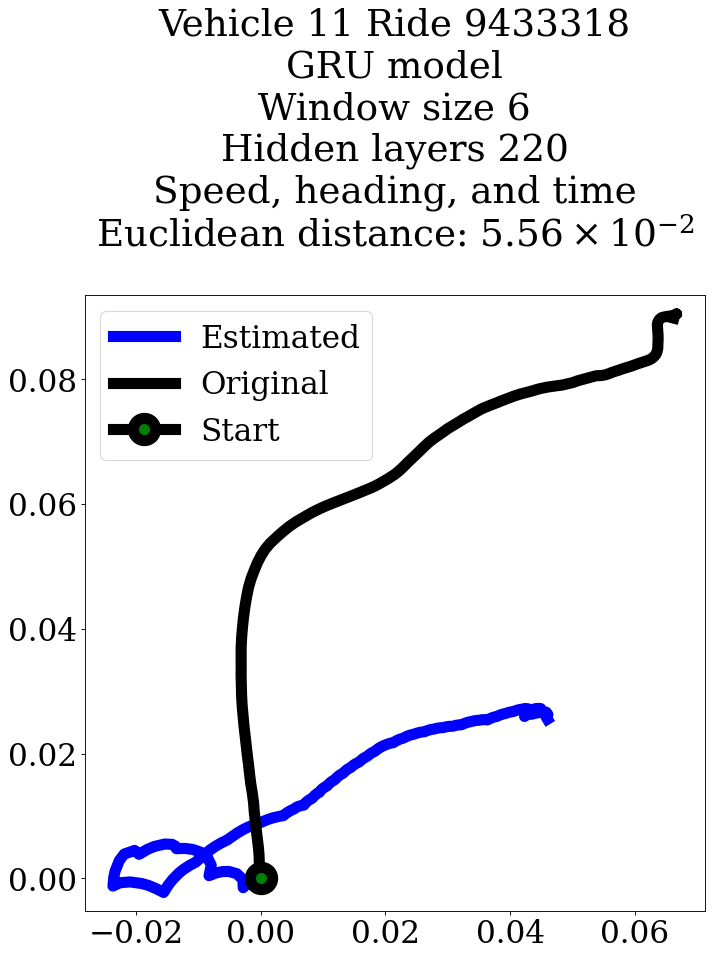 Vehicle 11 Ride 9433318
GRU model
Window size 6
Hidden layers 220
Speed, heading, and time
Euclidean distance: 5.56 × 10⁻²
Estimated
Original
Start
0.08
0.06
0.04
0.02
0.00
−0.02 0.00 0.02 0.04 0.06